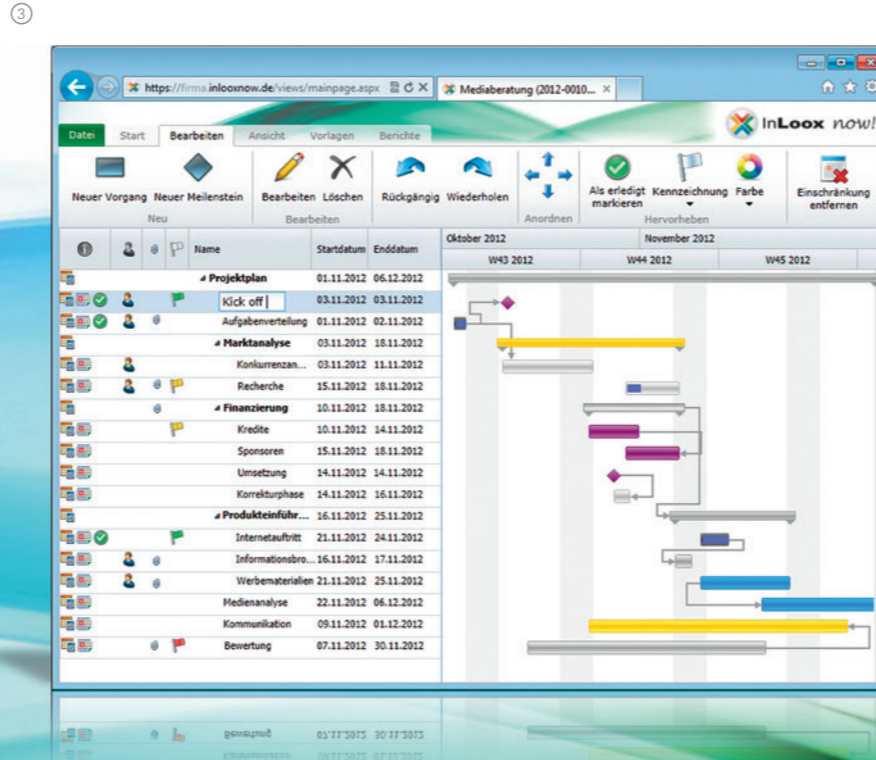 3
https://firma.inlooxnow.de/views/mainpage.aspx
Mediaberatung (2012-0010...
InLoox now!
Datei Start Bearbeiten Ansicht Vorlagen Berichte
Neuer Vorgang Neuer Meilenstein Bearbeiten Löschen Rückgängig Wiederholen Als erledigt markieren Kennzeichnung Farbe Einschränkung entfernen
Neu Bearbeiten Anordnen Hervorheben
Name Startdatum Enddatum
Oktober 2012 November 2012
W43 2012 W44 2012 W45 2012
Projektplan 01.11.2012 06.12.2012
Kick off 03.11.2012 03.11.2012
Aufgabenverteilung 01.11.2012 02.11.2012
Marktanalyse 03.11.2012 18.11.2012
Konkurrenzan... 03.11.2012 11.11.2012
Recherche 15.11.2012 18.11.2012
Finanzierung 10.11.2012 18.11.2012
Kredite 10.11.2012 14.11.2012
Sponsoren 15.11.2012 18.11.2012
Umsetzung 14.11.2012 14.11.2012
Korrekturphase 14.11.2012 16.11.2012
Produkteinführ... 16.11.2012 25.11.2012
Internetauftritt 21.11.2012 24.11.2012
Informationsbro... 16.11.2012 17.11.2012
Werbematerialien 21.11.2012 25.11.2012
Medienanalyse 22.11.2012 06.12.2012
Kommunikation 09.11.2012 01.12.2012
Bewertung 07.11.2012 30.11.2012